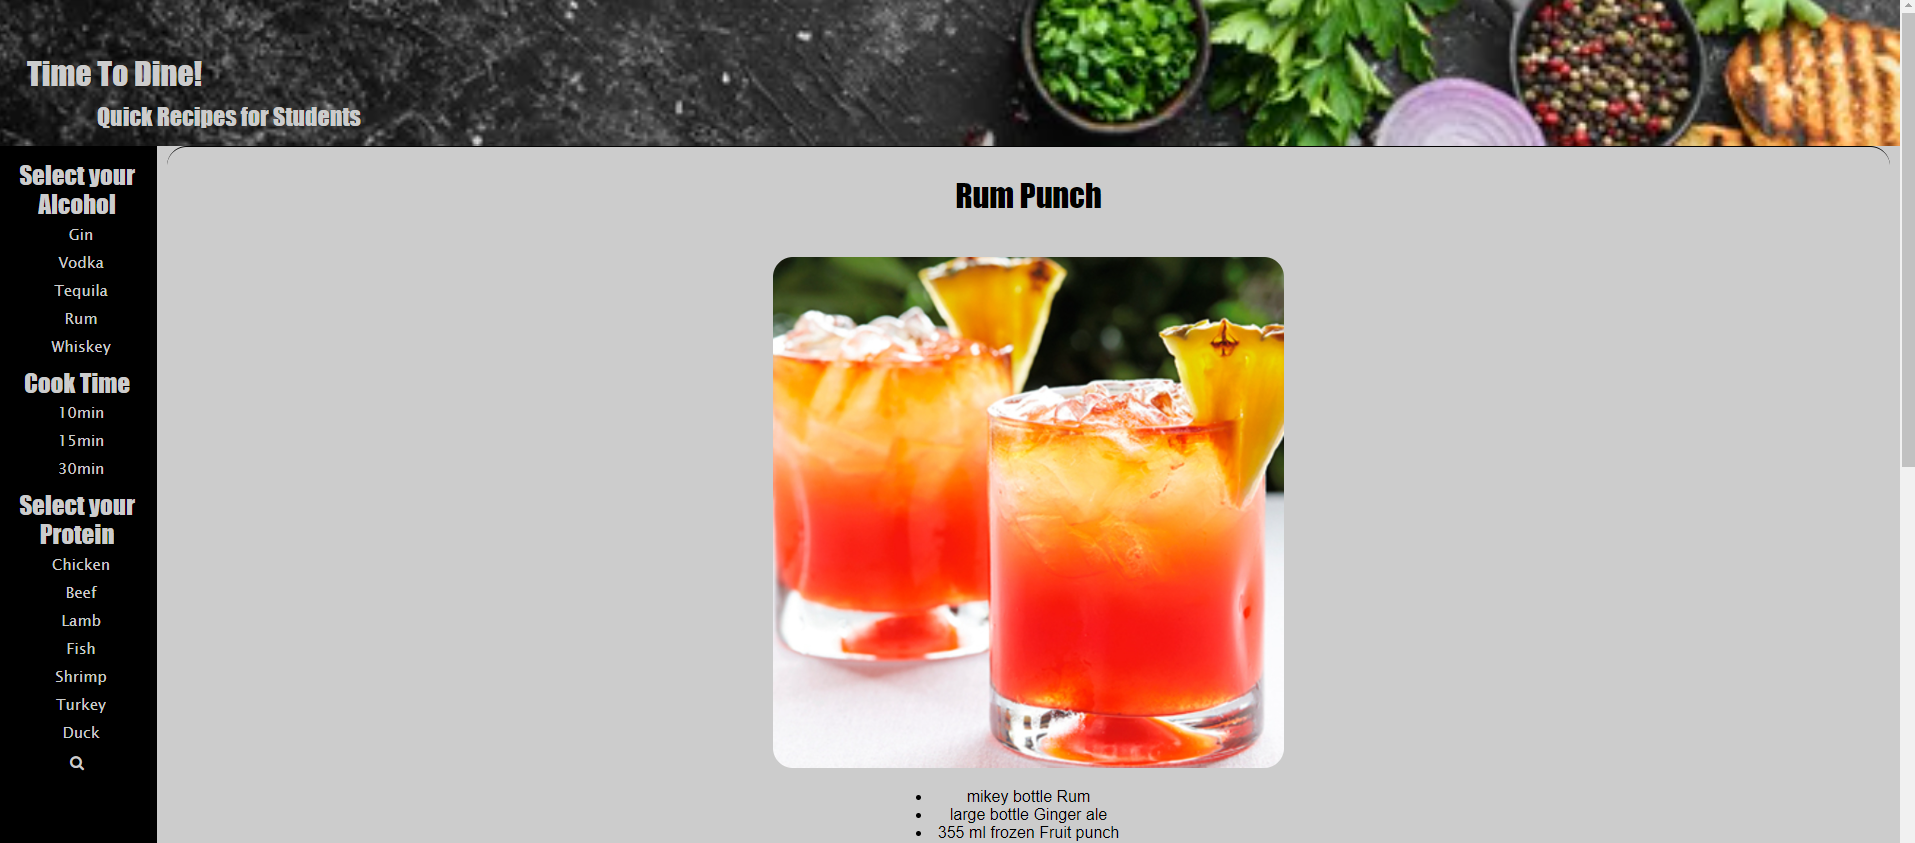 Time To Dine!
Quick Recipes for Students
Select your
Alcohol
Gin
Vodka
Tequila
Rum
Whiskey
Cook Time
10min
15min
30min
Select your
Protein
Chicken
Beef
Lamb
Fish
Shrimp
Turkey
Duck
Rum Punch
mikey bottle Rum
large bottle Ginger ale
355 ml frozen Fruit punch